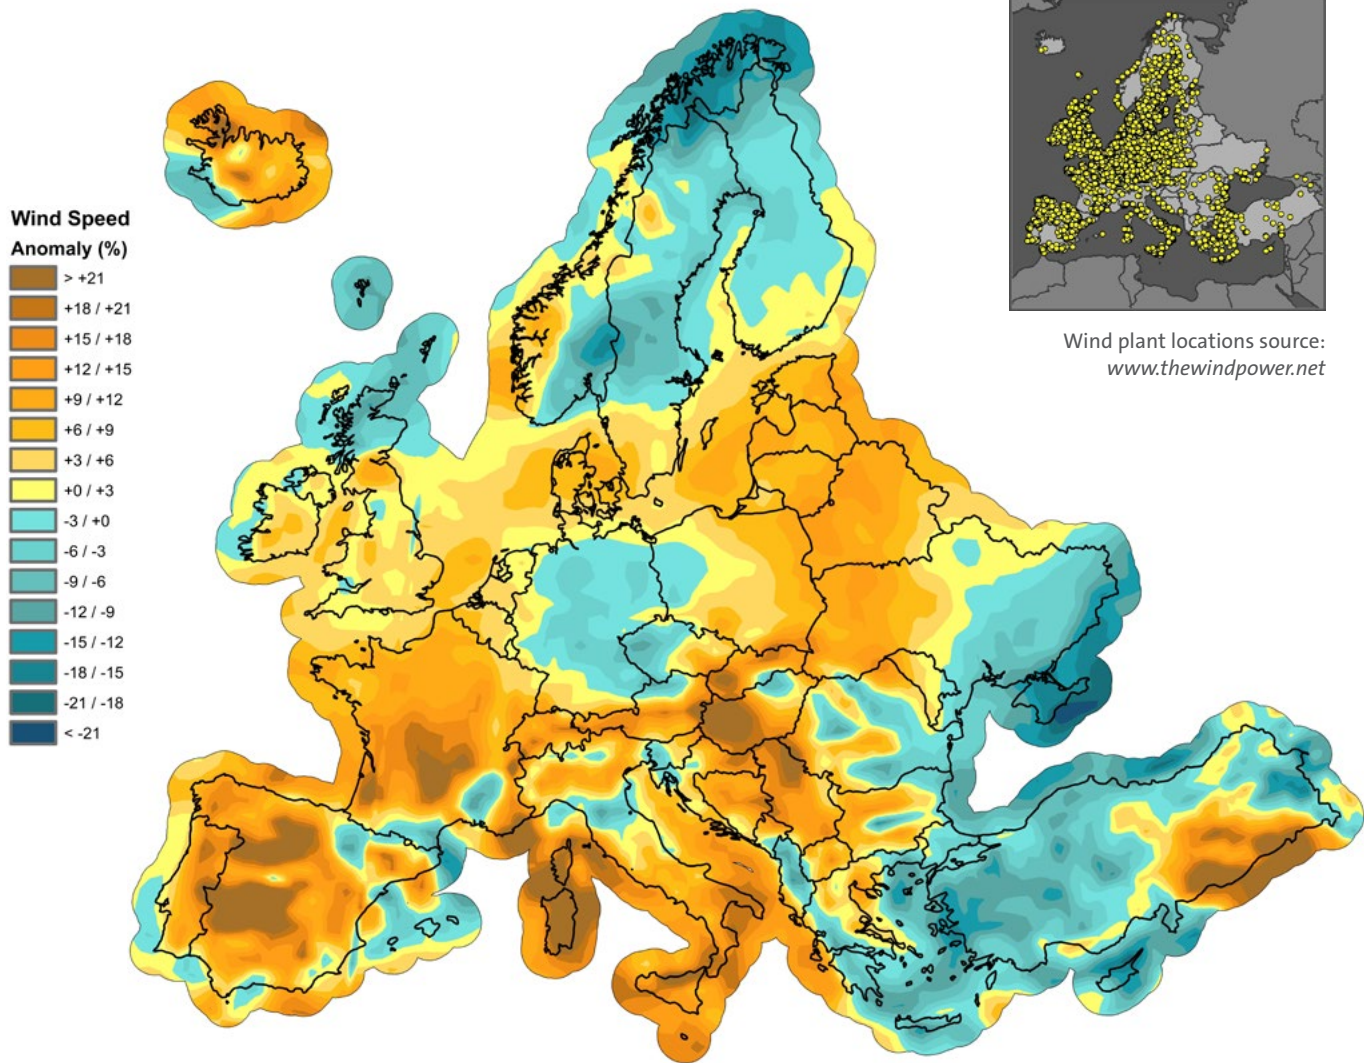 Wind Speed
Anomaly (%)
> +21
+18 / +21
+15 / +18
+12 / +15
+9 / +12
+6 / +9
+3 / +6
+0 / +3
-3 / +0
-6 / -3
-9 / -6
-12 / -9
-15 / -12
-18 / -15
-21 / -18
< -21
Wind plant locations source:
www.thewindpower.net